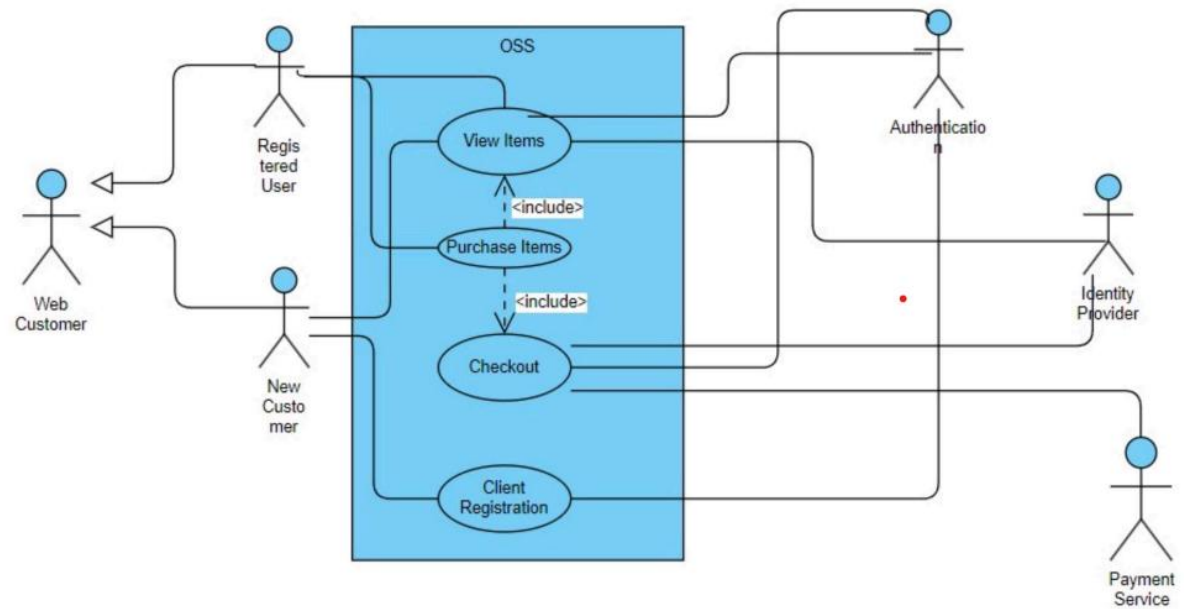 OSS
Regis
tered
User
View Items
Authenticatio
n
<include>
Web
Customer
Purchase Items
<include>
Identity
Provider
New
Custo
mer
Checkout
Client
Registration
Payment
Service